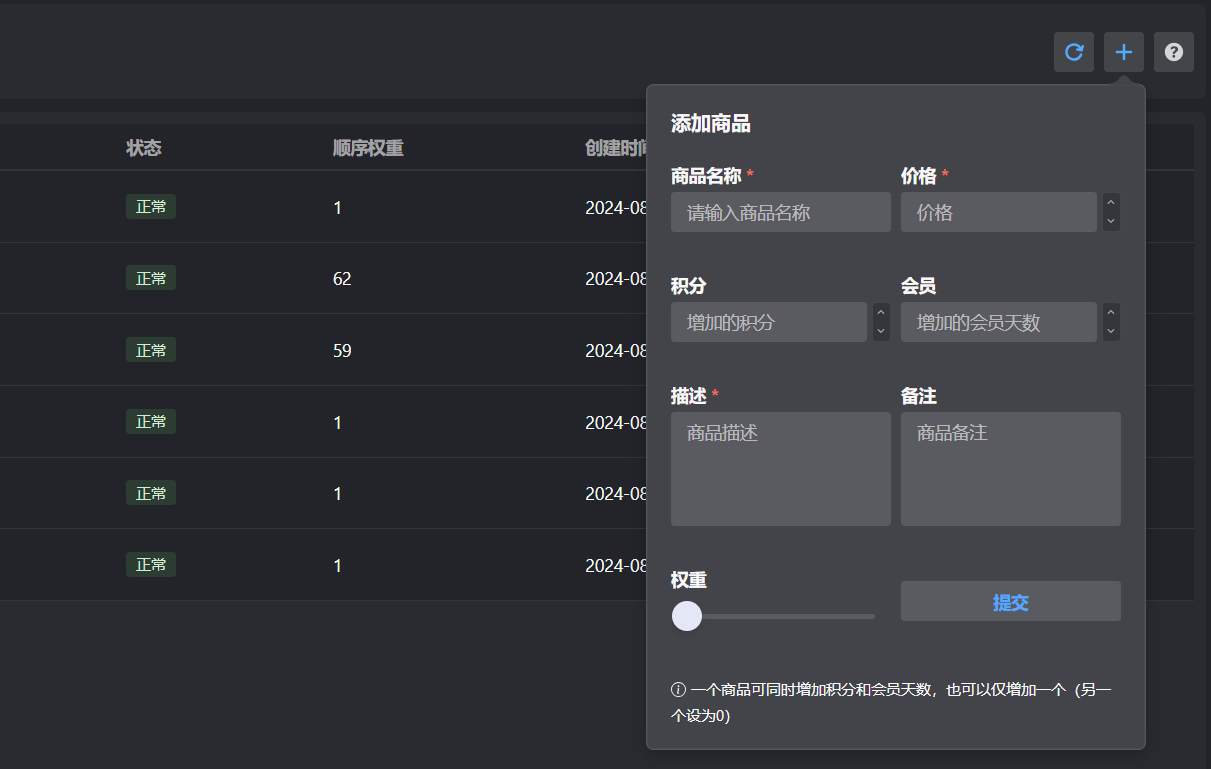 状态 顺序权重 创建时间
正常 1 2024-08
正常 62 2024-08
正常 59 2024-08
正常 1 2024-08
正常 1 2024-08
正常 1 2024-08
添加商品
商品名称 * 价格 *
请输入商品名称 价格
积分 会员
增加的积分 增加的会员天数
描述 * 备注
商品描述 商品备注
权重
提交
一个商品可同时增加积分和会员天数，也可以仅增加一个（另一
个设为0）